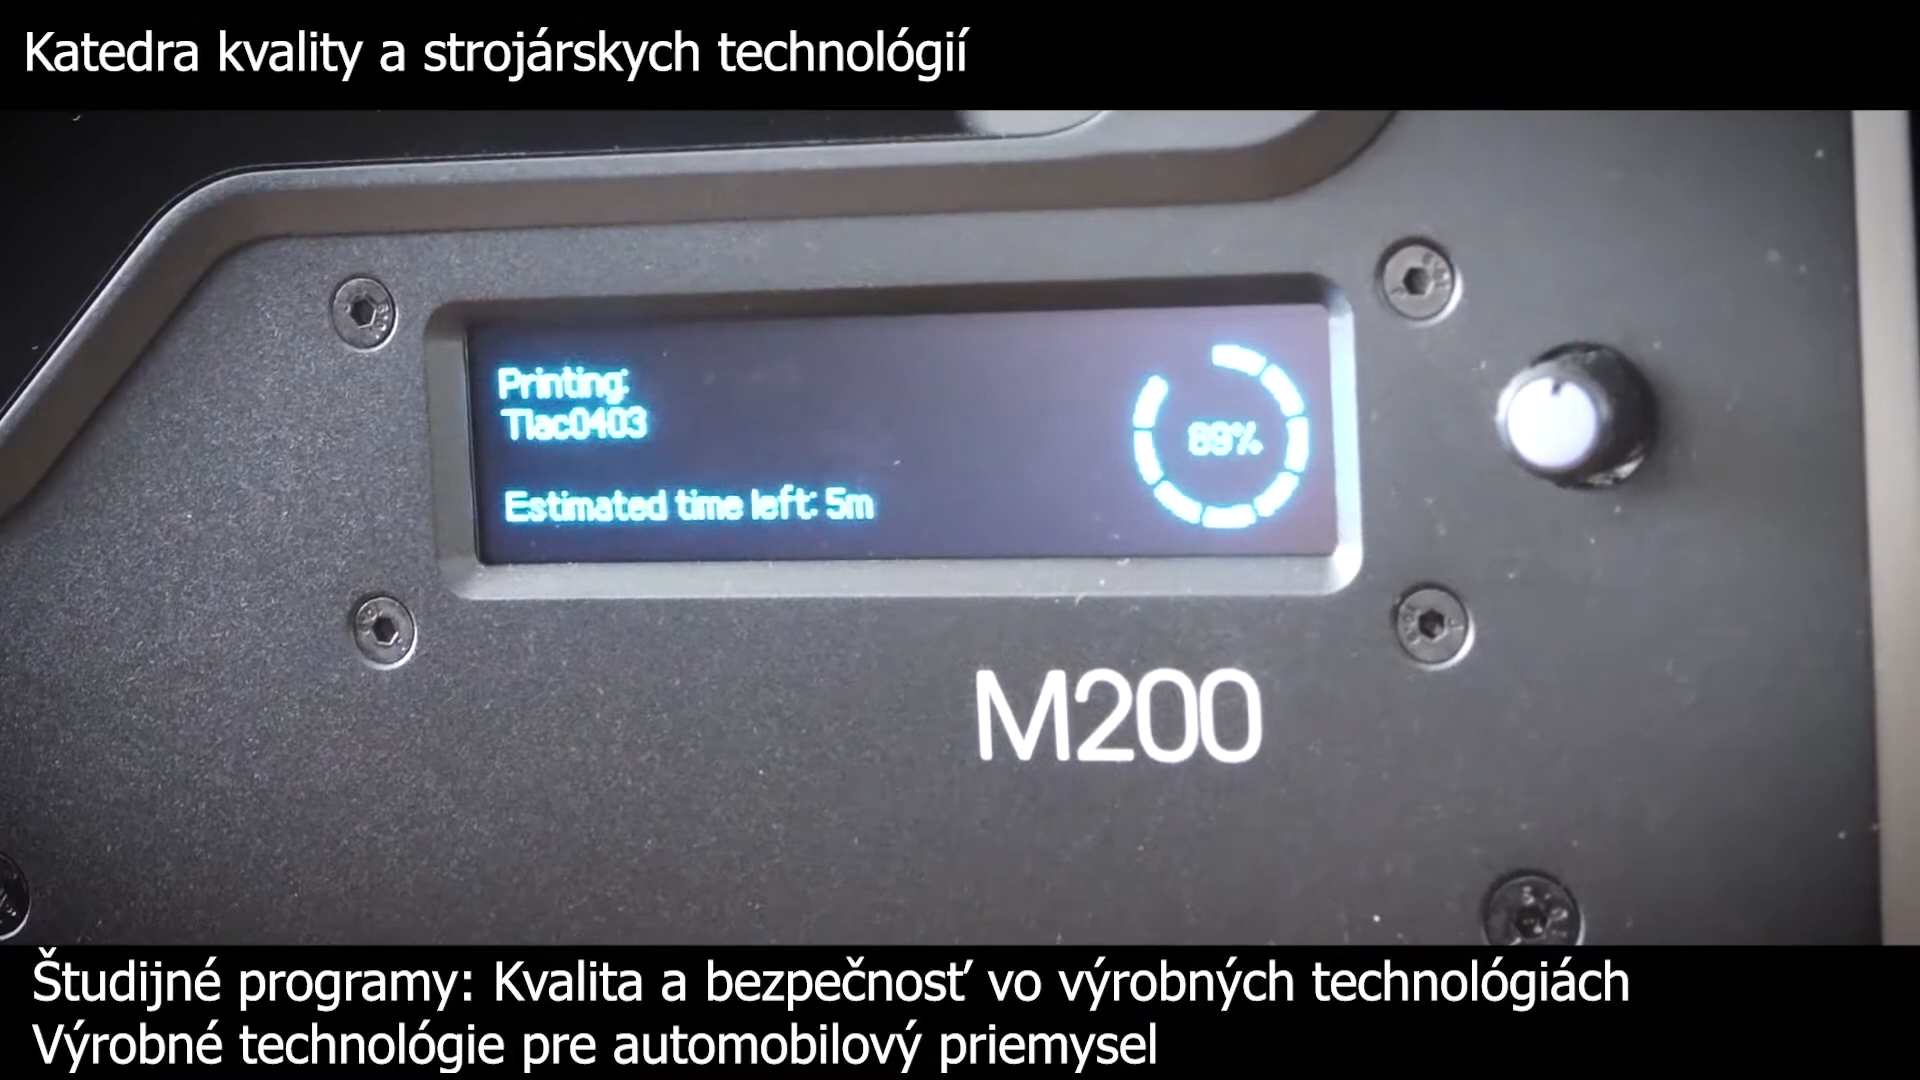 Katedra kvality a strojárskych technológií
Printing:
Tlac0403
89%
Estimated time left: 5m
M200
Študijné programy: Kvalita a bezpečnosť vo výrobných technológiách
Výrobné technológie pre automobilový priemysel